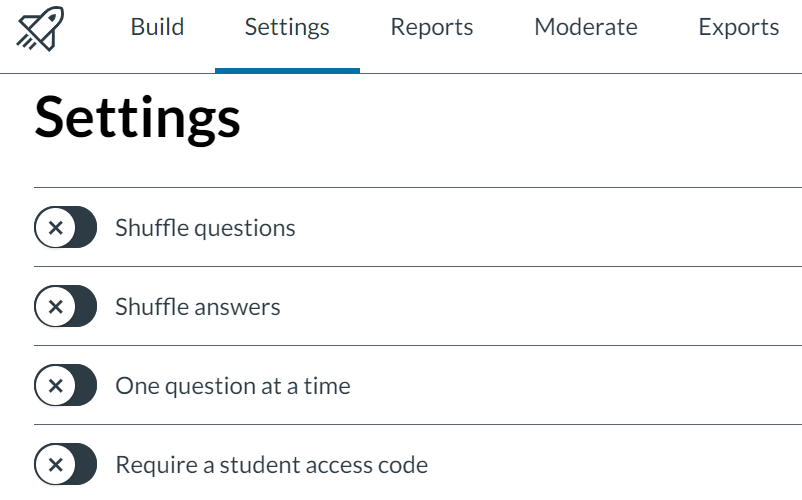 Build Settings Reports Moderate Exports
Settings
Shuffle questions
Shuffle answers
One question at a time
Require a student access code